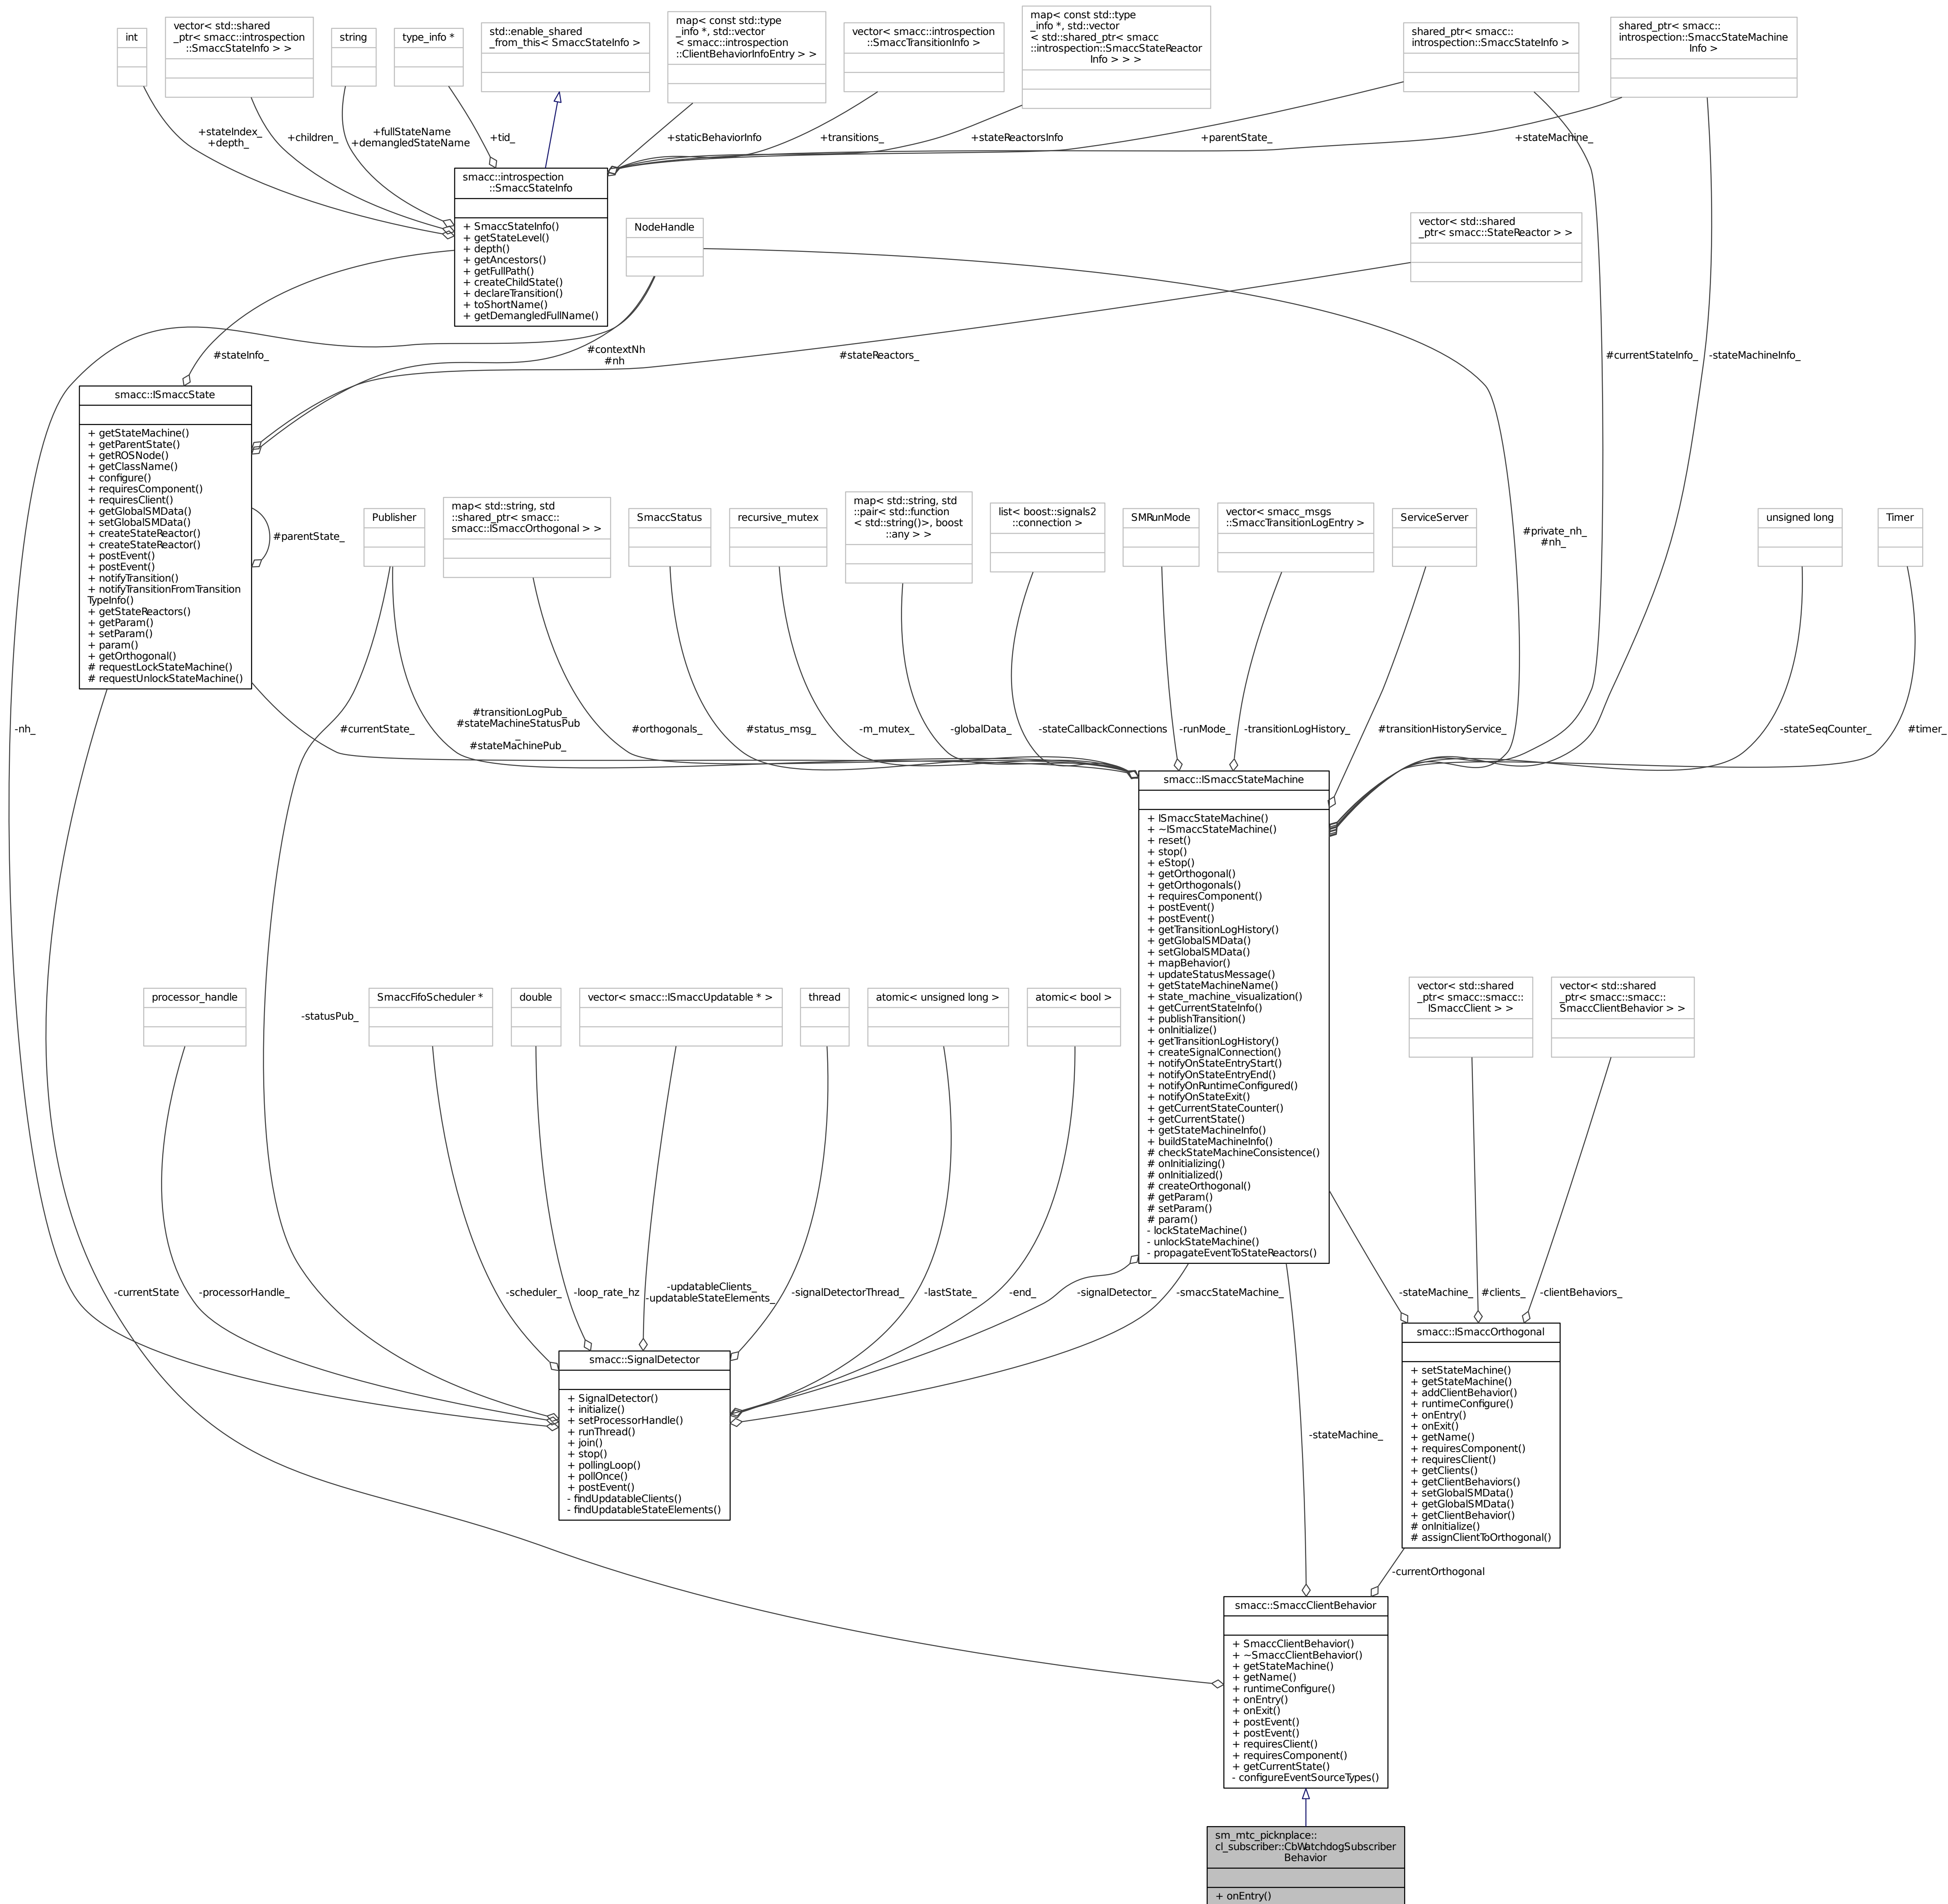 int
vector< std::shared
_ptr< smacc::introspection
::SmaccStateInfo > >
string
type_info *
std::enable_shared
_from_this< SmaccStateInfo >
map< const std::type
_info *, std::vector
< smacc::introspection
::ClientBehaviorInfoEntry > >
vector< smacc::introspection
::SmaccTransitionInfo >
map< const std::type
_info *, std::vector
< std::shared_ptr< smacc
::introspection::SmaccStateReactor
Info > > >
shared_ptr< smacc::
introspection::SmaccStateInfo >
shared_ptr< smacc::
introspection::SmaccStateMachine
Info >
+stateIndex_
+depth_
+children_
+fullStateName
+demangledStateName
+tid_
+staticBehaviorInfo
+transitions_
+stateReactorsInfo
+parentState_
+stateMachine_
smacc::introspection
::SmaccStateInfo
+ SmaccStateInfo()
+ getStateLevel()
+ depth()
+ getAncestors()
+ getFullPath()
+ createChildState()
+ declareTransition()
+ toShortName()
+ getDemangledFullName()
NodeHandle
vector< std::shared
_ptr< smacc::StateReactor > >
#stateInfo_
#contextNh
#nh
#stateReactors_
#currentStateInfo_
-stateMachineInfo_
smacc::ISmaccState
+ getStateMachine()
+ getParentState()
+ getROSNode()
+ getClassName()
+ configure()
+ requiresComponent()
+ requiresClient()
+ getGlobalSMData()
+ setGlobalSMData()
+ createStateReactor()
+ createStateReactor()
+ postEvent()
+ postEvent()
+ notifyTransition()
+ notifyTransitionFromTransition
TypeInfo()
+ getStateReactors()
+ getParam()
+ setParam()
+ param()
+ getOrthogonal()
# requestLockStateMachine()
# requestUnlockStateMachine()
#parentState_
Publisher
map< std::string, std
::shared_ptr< smacc::
smacc::ISmaccOrthogonal > >
SmaccStatus
recursive_mutex
map< std::string, std
::pair< std::function
< std::string()>, boost
::any > >
list< boost::signals2
::connection >
SMRunMode
vector< smacc_msgs
::SmaccTransitionLogEntry >
ServiceServer
#private_nh_
#nh_
unsigned long
Timer
-nh_
#currentState_
#transitionLogPub_
#stateMachineStatusPub
_
#stateMachinePub_
#orthogonals_
#status_msg_
-m_mutex_
-globalData_
-stateCallbackConnections
-runMode_
-transitionLogHistory_
#transitionHistoryService_
-stateSeqCounter_
#timer_
smacc::ISmaccStateMachine
+ ISmaccStateMachine()
+ ~ISmaccStateMachine()
+ reset()
+ stop()
+ eStop()
+ getOrthogonal()
+ getOrthogonals()
+ requiresComponent()
+ postEvent()
+ postEvent()
+ getTransitionLogHistory()
+ getGlobalSMData()
+ setGlobalSMData()
+ mapBehavior()
+ updateStatusMessage()
+ getStateMachineName()
+ state_machine_visualization()
+ getCurrentStateInfo()
+ publishTransition()
+ onInitialize()
+ getTransitionLogHistory()
+ createSignalConnection()
+ notifyOnStateEntryStart()
+ notifyOnStateEntryEnd()
+ notifyOnRuntimeConfigured()
+ notifyOnStateExit()
+ getCurrentStateCounter()
+ getCurrentState()
+ getStateMachineInfo()
+ buildStateMachineInfo()
# checkStateMachineConsistence()
# onInitializing()
# onInitialized()
# createOrthogonal()
# getParam()
# setParam()
# param()
- lockStateMachine()
- unlockStateMachine()
- propagateEventToStateReactors()
processor_handle
-statusPub_
SmaccFifoScheduler *
double
vector< smacc::ISmaccUpdatable * >
thread
atomic< unsigned long >
atomic< bool >
vector< std::shared
_ptr< smacc::smacc::
ISmaccClient > >
vector< std::shared
_ptr< smacc::smacc::
SmaccClientBehavior > >
-currentState
-processorHandle_
-scheduler_
-loop_rate_hz
-updatableClients_
-updatableStateElements_
-signalDetectorThread_
-lastState_
-end_
-signalDetector_
-smaccStateMachine_
-stateMachine_
#clients_
-clientBehaviors_
smacc::SignalDetector
+ SignalDetector()
+ initialize()
+ setProcessorHandle()
+ runThread()
+ join()
+ stop()
+ pollingLoop()
+ pollOnce()
+ postEvent()
- findUpdatableClients()
- findUpdatableStateElements()
-stateMachine_
smacc::ISmaccOrthogonal
+ setStateMachine()
+ getStateMachine()
+ addClientBehavior()
+ runtimeConfigure()
+ onEntry()
+ onExit()
+ getName()
+ requiresComponent()
+ requiresClient()
+ getClients()
+ getClientBehaviors()
+ setGlobalSMData()
+ getGlobalSMData()
+ getClientBehavior()
# onInitialize()
# assignClientToOrthogonal()
-currentOrthogonal
smacc::SmaccClientBehavior
+ SmaccClientBehavior()
+ ~SmaccClientBehavior()
+ getStateMachine()
+ getName()
+ runtimeConfigure()
+ onEntry()
+ onExit()
+ postEvent()
+ postEvent()
+ requiresClient()
+ requiresComponent()
+ getCurrentState()
- configureEventSourceTypes()
sm_mtc_picknplace::
cl_subscriber::CbWatchdogSubscriber
Behavior
+ onEntry()